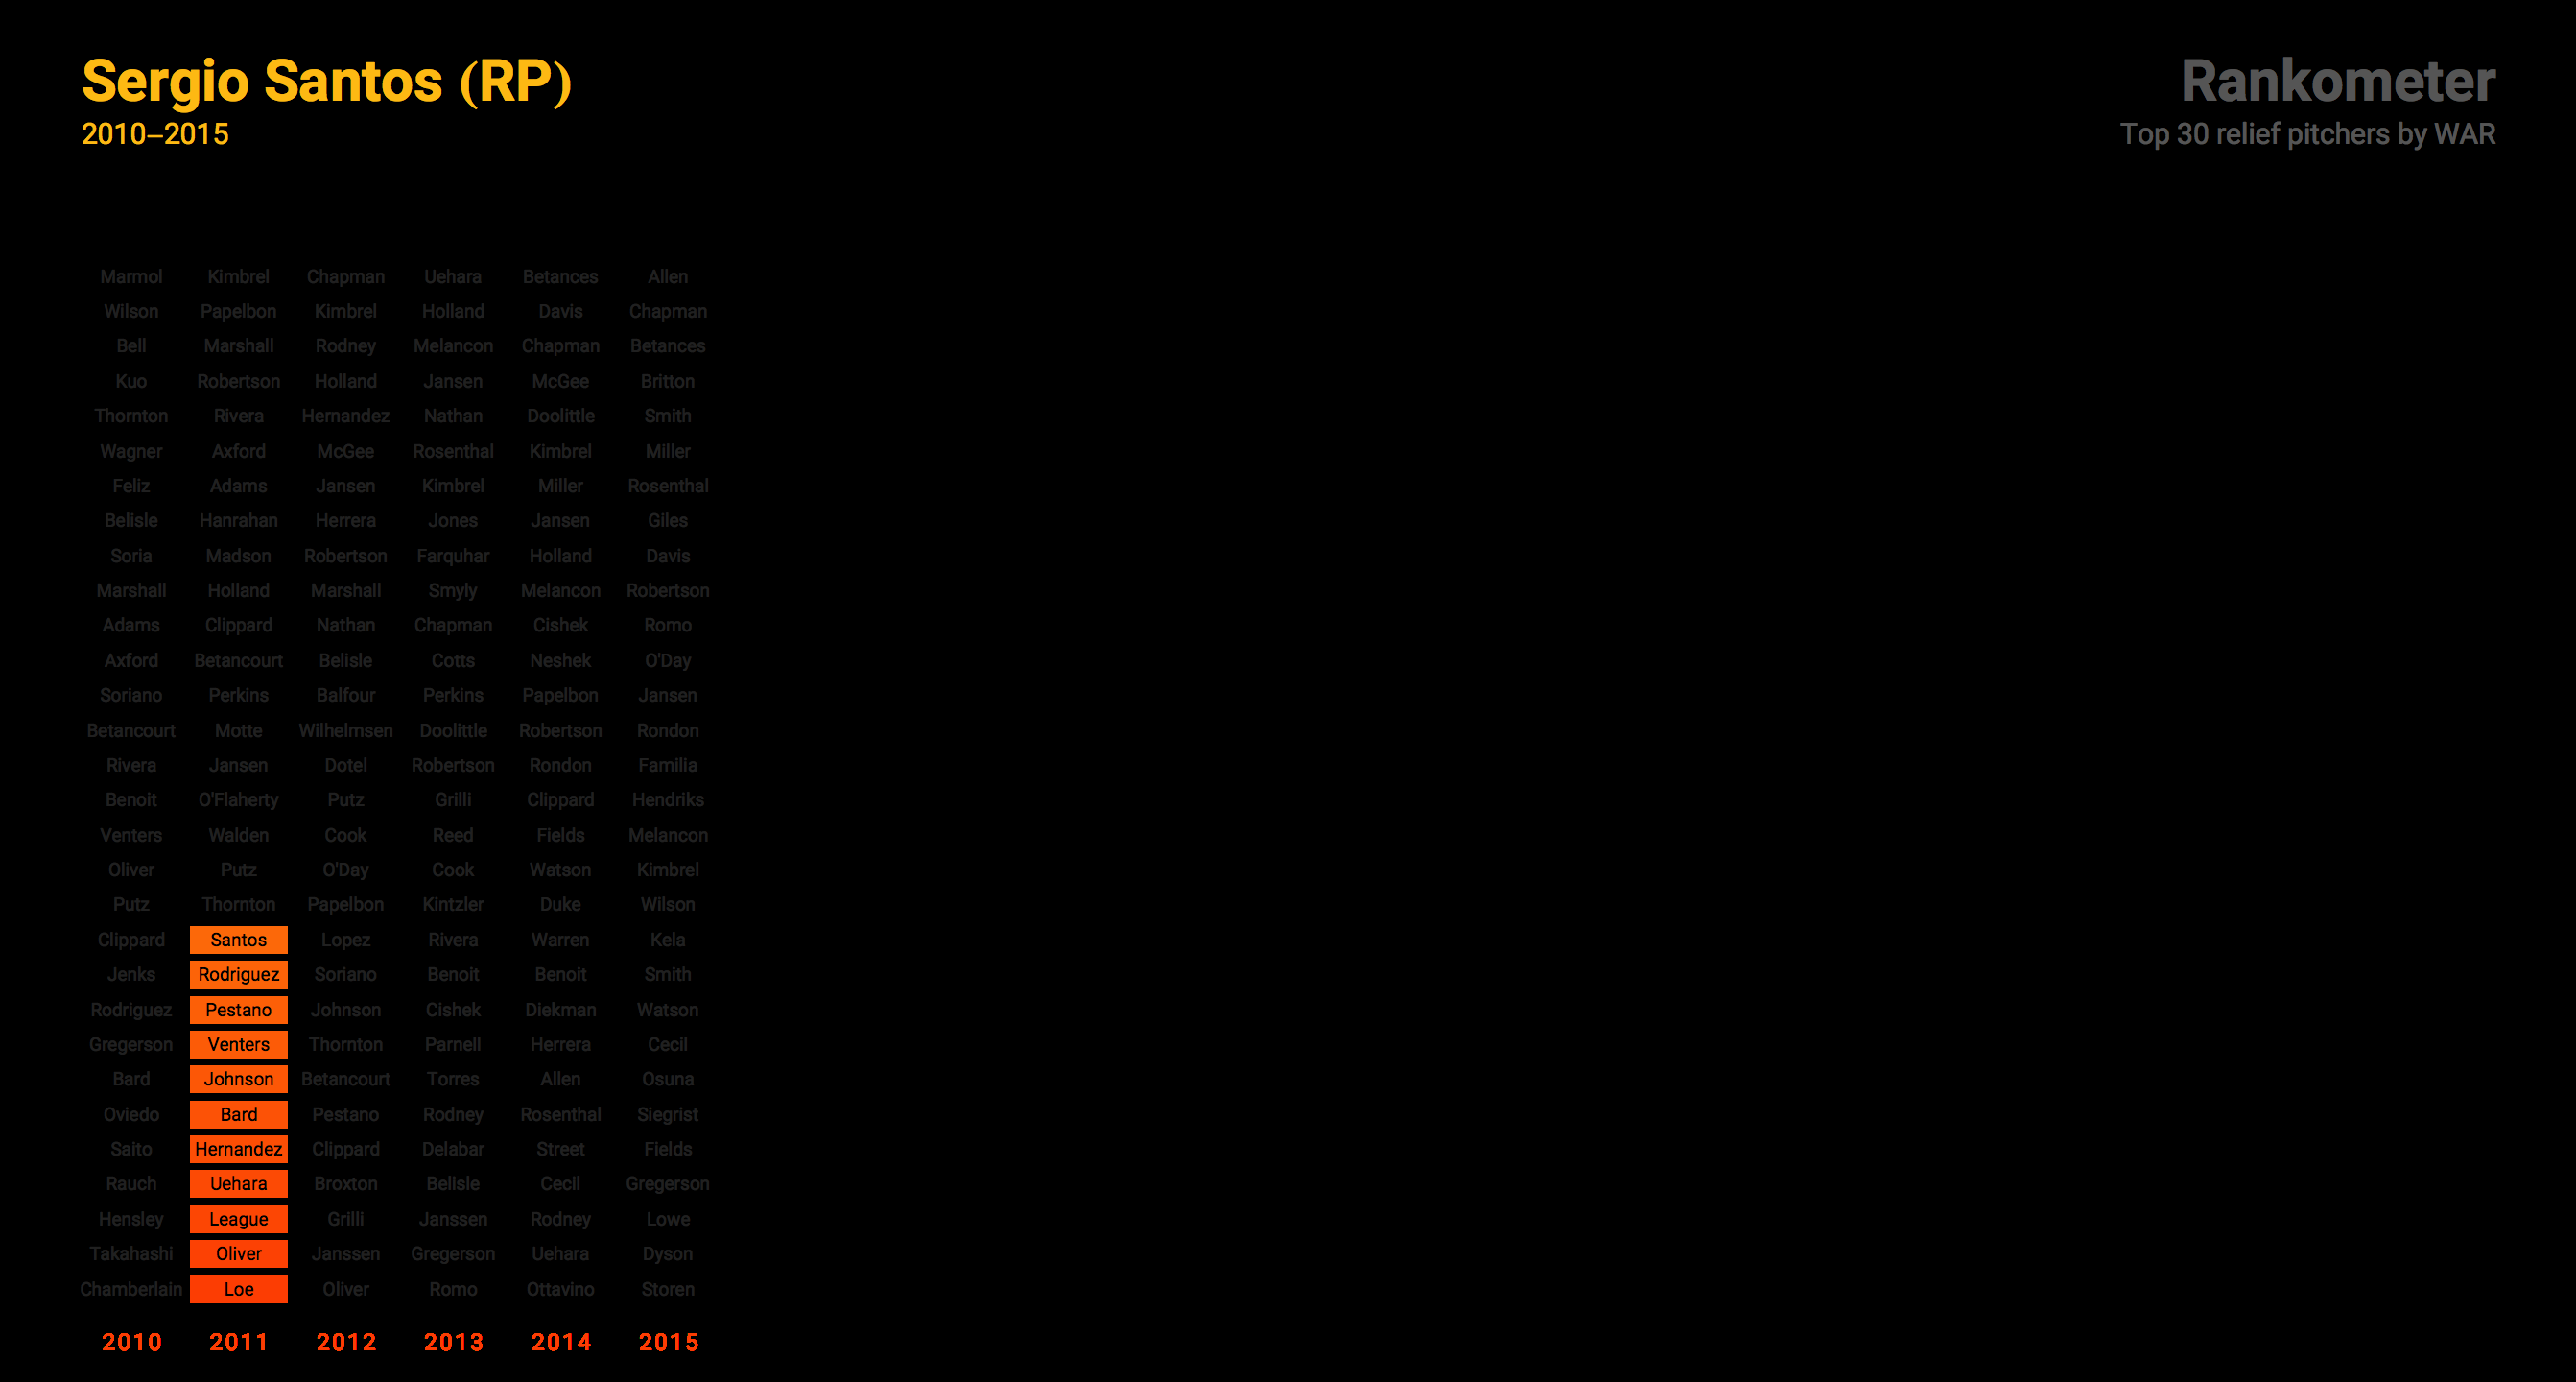 Sergio Santos (RP)
2010–2015
Rankometer
Top 30 relief pitchers by WAR
Marmol Kimbrel Chapman Uehara Betances Allen
Wilson Papelbon Kimbrel Holland Davis Chapman
Bell Marshall Rodney Melancon Chapman Betances
Kuo Robertson Holland Jansen McGee Britton
Thornton Rivera Hernandez Nathan Doolittle Smith
Wagner Axford McGee Rosenthal Kimbrel Miller
Feliz Adams Jansen Kimbrel Miller Rosenthal
Belisle Hanrahan Herrera Jones Jansen Giles
Soria Madson Robertson Farquhar Holland Davis
Marshall Holland Marshall Smyly Melancon Robertson
Adams Clippard Nathan Chapman Cishek Romo
Axford Betancourt Belisle Cotts Neshek O'Day
Soriano Perkins Balfour Perkins Papelbon Jansen
Betancourt Motte Wilhelmsen Doolittle Robertson Rondon
Rivera Jansen Dotel Robertson Rondon Familia
Benoit O'Flaherty Putz Grilli Clippard Hendriks
Venters Walden Cook Reed Fields Melancon
Oliver Putz O'Day Cook Watson Kimbrel
Putz Thornton Papelbon Kintzler Duke Wilson
Clippard Santos Lopez Rivera Warren Kela
Jenks Rodriguez Soriano Benoit Benoit Smith
Rodriguez Pestano Johnson Cishek Diekman Watson
Gregerson Venters Thornton Parnell Herrera Cecil
Bard Johnson Betancourt Torres Allen Osuna
Oviedo Bard Pestano Rodney Rosenthal Siegrist
Saito Hernandez Clippard Delabar Street Fields
Rauch Uehara Broxton Belisle Cecil Gregerson
Hensley League Grilli Janssen Rodney Lowe
Takahashi Oliver Janssen Gregerson Uehara Dyson
Chamberlain Loe Oliver Romo Ottavino Storen
2010 2011 2012 2013 2014 2015